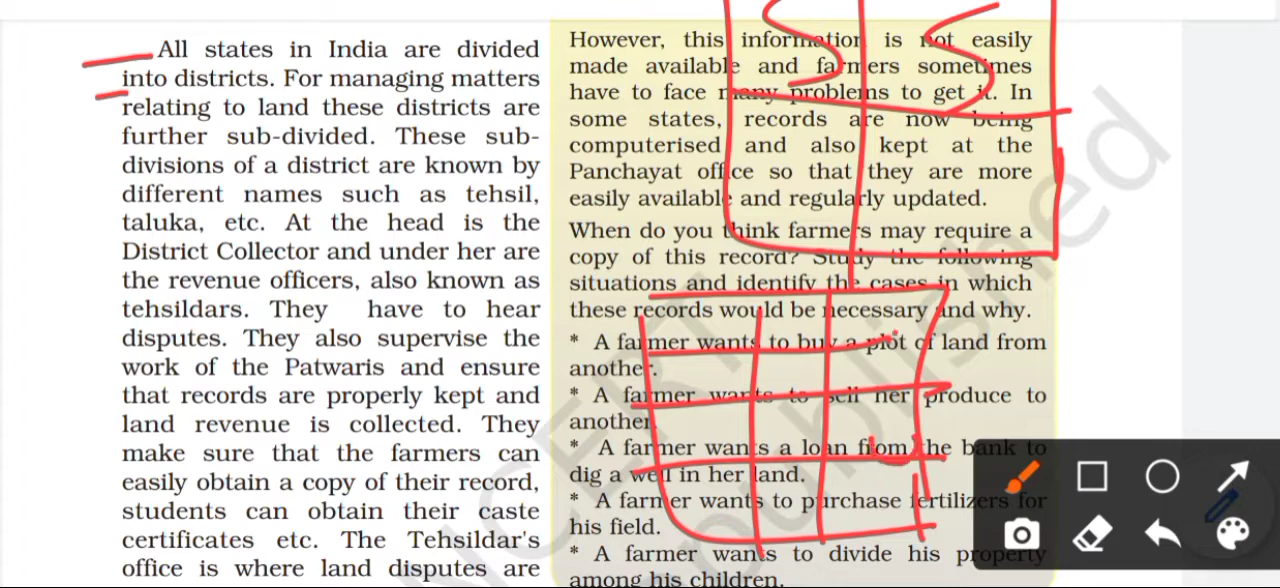 All states in India are divided
into districts. For managing matters
relating to land these districts are
further sub-divided. These sub-
divisions of a district are known by
different names such as tehsil,
taluka, etc. At the head is the
District Collector and under her are
the revenue officers, also known as
tehsildars. They have to hear
disputes. They also supervise the
work of the Patwaris and ensure
that records are properly kept and
land revenue is collected. They
make sure that the farmers can
easily obtain a copy of their record,
students can obtain their caste
certificates etc. The Tehsildar's
office is where land disputes are
However, this information is not easily
made available and farmers sometimes
have to face many problems to get it. In
some states, records are now being
computerised and also kept at the
Panchayat office so that they are more
easily available and regularly updated.
When do you think farmers may require a
copy of this record? Study the following
situations and identify the cases in which
these records would be necessary and why.
* A farmer wants to buy a plot of land from
another.
* A farmer wants to sell her produce to
another.
* A farmer wants a loan from the bank to
dig a well in her land.
* A farmer wants to purchase fertilizers for
his field.
* A farmer wants to divide his property
among his children.
NCERT
published